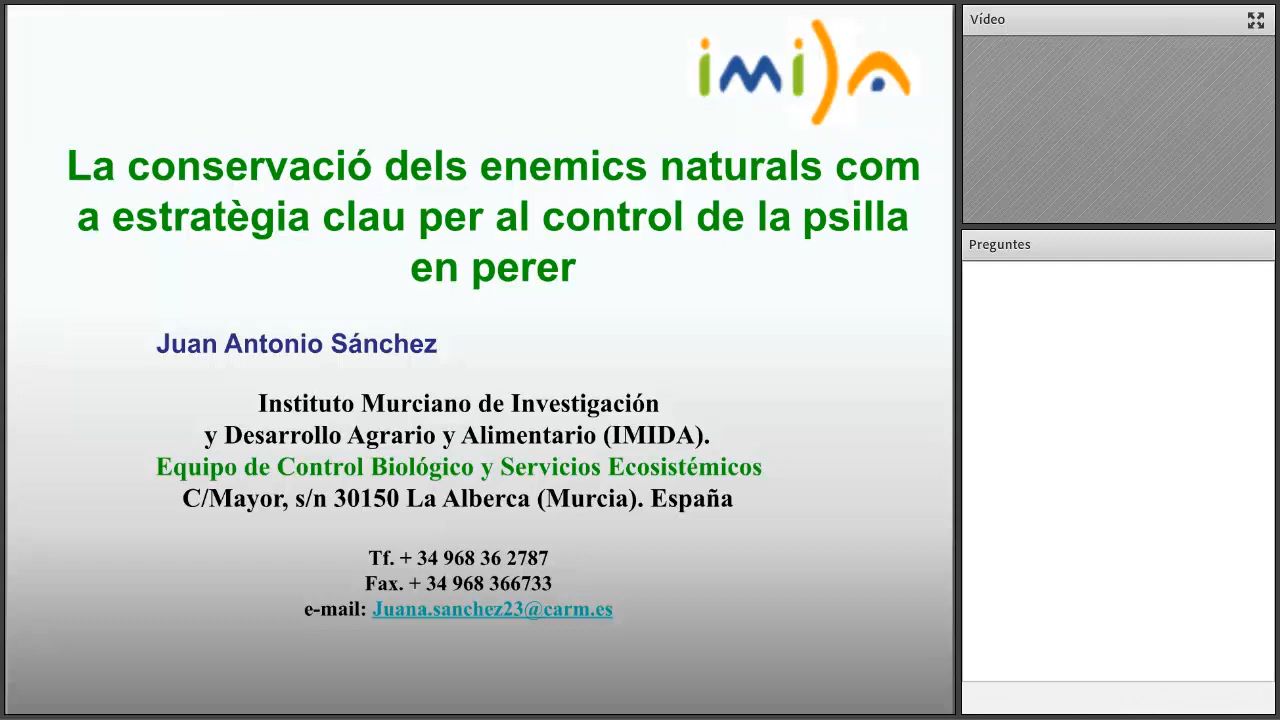 imida
La conservació dels enemics naturals com
a estratègia clau per al control de la psilla
en perer
Juan Antonio Sánchez
Instituto Murciano de Investigación
y Desarrollo Agrario y Alimentario (IMIDA).
Equipo de Control Biológico y Servicios Ecosistémicos
C/Mayor, s/n 30150 La Alberca (Murcia). España
Tf. + 34 968 36 2787
Fax. + 34 968 366733
e-mail: Juana.sanchez23@carm.es
Vídeo
Preguntes